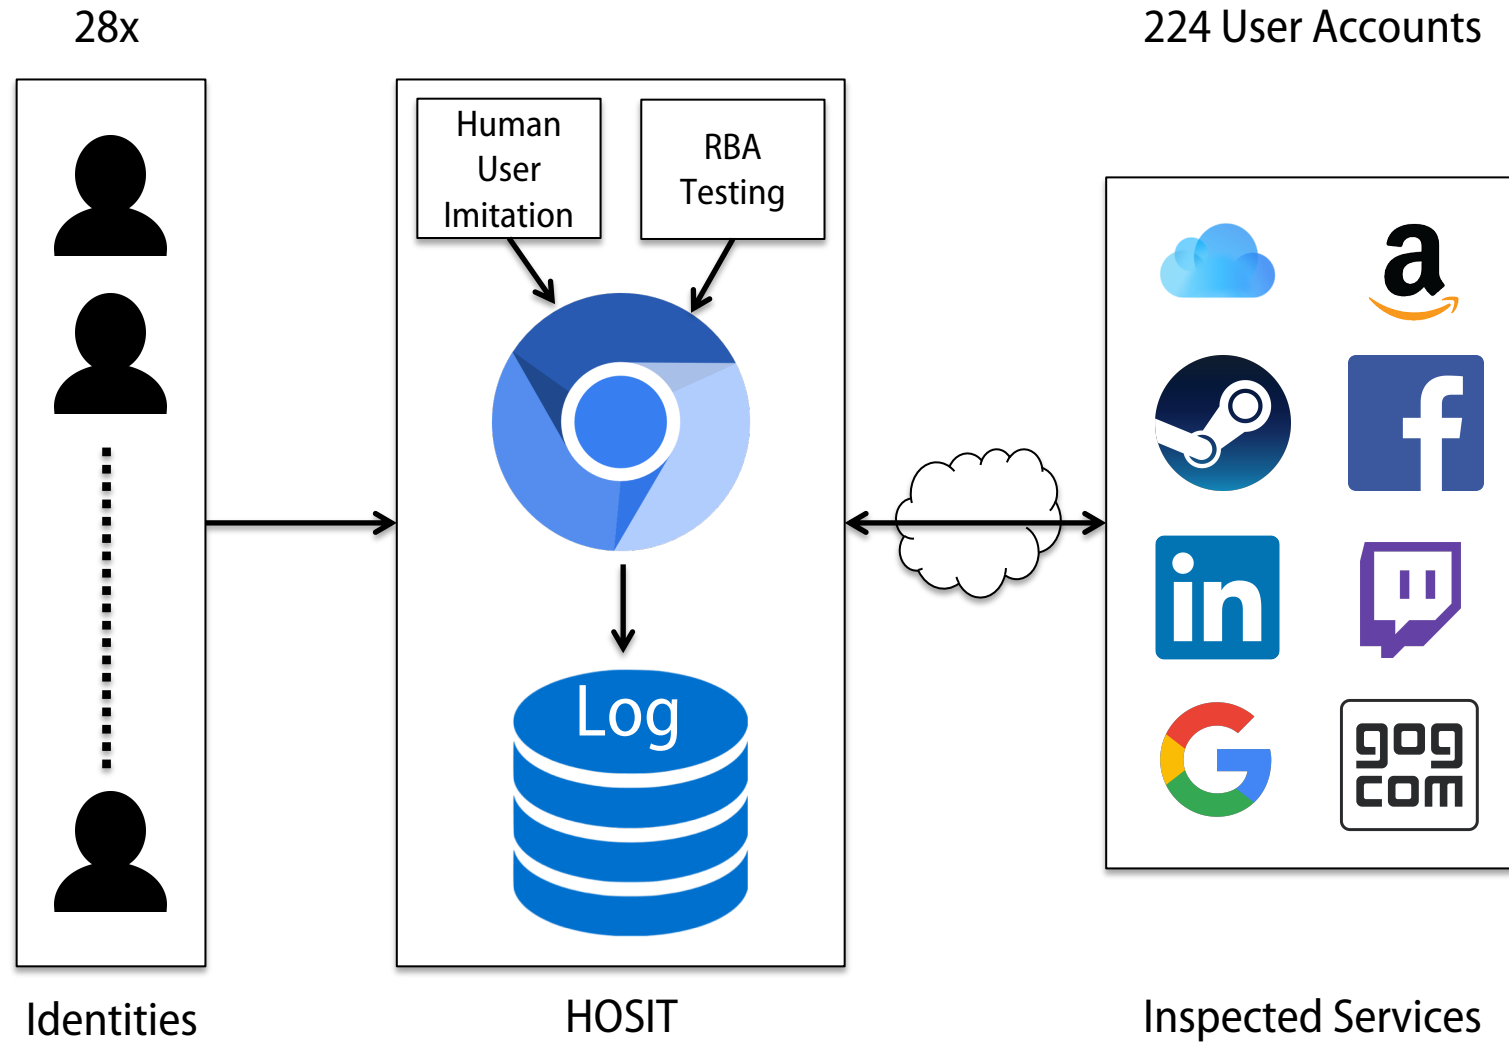 28x
224 User Accounts
Human
User
Imitation
RBA
Testing
a
f
in
G
Log
gog
com
Identities
HOSIT
Inspected Services